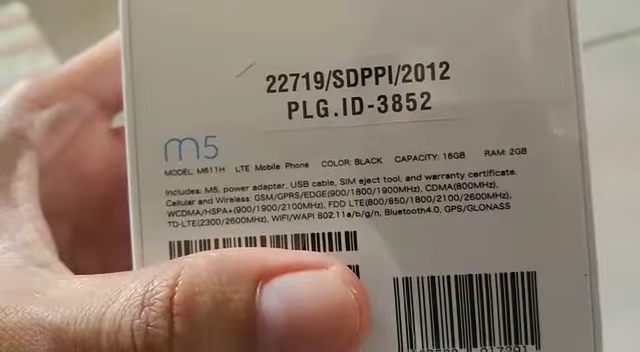 22719/SDPPI/2012
PLG.ID-3852
m5
MODEL: M611H LTE Mobile Phone COLOR: BLACK CAPACITY: 16GB RAM: 2GB
Includes: M5, power adapter, USB cable, SIM eject tool, and warranty certificate.
Cellular and Wireless: GSM/GPRS/EDGE(900/1800/1900MHz), CDMA(800MHz),
WCDMA/HSPA+(900/1900/2100MHz), FDD LTE(800/850/1800/2100/2600MHz),
TD-LTE(2300/2600MHz), WIFI/WAPI 802.11a/b/g/n, Bluetooth4.0, GPS/GLONASS